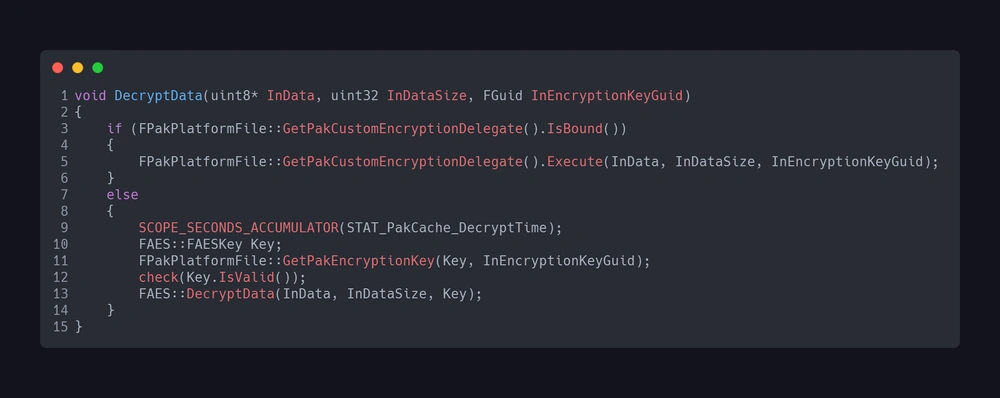 1 void DecryptData(uint8* InData, uint32 InDataSize, FGuid InEncryptionKeyGuid)
2 {
3     if (FPakPlatformFile::GetPakCustomEncryptionDelegate().IsBound())
4     {
5         FPakPlatformFile::GetPakCustomEncryptionDelegate().Execute(InData, InDataSize, InEncryptionKeyGuid);
6     }
7     else
8     {
9         SCOPE_SECONDS_ACCUMULATOR(STAT_PakCache_DecryptTime);
10         FAES::FAESKey Key;
11         FPakPlatformFile::GetPakEncryptionKey(Key, InEncryptionKeyGuid);
12         check(Key.IsValid());
13         FAES::DecryptData(InData, InDataSize, Key);
14     }
15 }